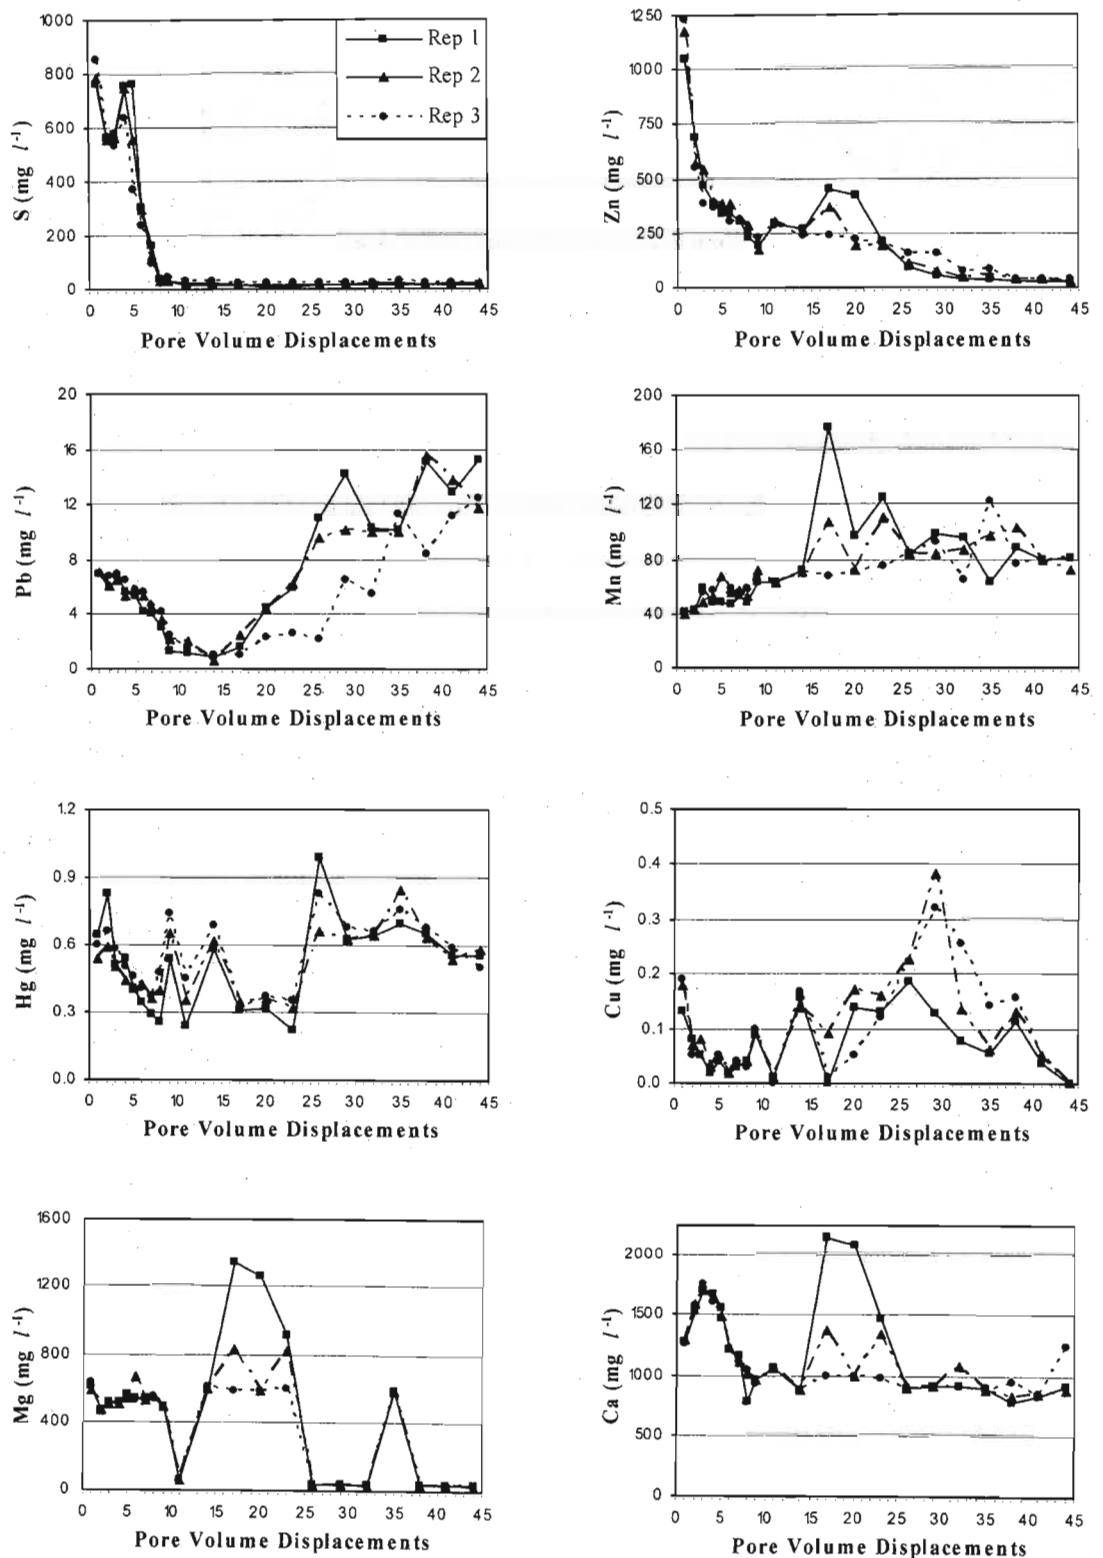 1000
800
600
400
200
0
S (mg l⁻¹)
Rep 1
Rep 2
Rep 3
0 5 10 15 20 25 30 35 40 45
Pore Volume Displacements
1250
1000
750
500
250
0
Zn (mg l⁻¹)
0 5 10 15 20 25 30 35 40 45
Pore Volume Displacements
20
16
12
8
4
0
Pb (mg l⁻¹)
0 5 10 15 20 25 30 35 40 45
Pore Volume Displacements
200
160
120
80
40
0
Mn (mg l⁻¹)
0 5 10 15 20 25 30 35 40 45
Pore Volume Displacements
1.2
0.9
0.6
0.3
0.0
Hg (mg l⁻¹)
0 5 10 15 20 25 30 35 40 45
Pore Volume Displacements
0.5
0.4
0.3
0.2
0.1
0.0
Cu (mg l⁻¹)
0 5 10 15 20 25 30 35 40 45
Pore Volume Displacements
1600
1200
800
400
0
Mg (mg l⁻¹)
0 5 10 15 20 25 30 35 40 45
Pore Volume Displacements
2000
1500
1000
500
0
Ca (mg l⁻¹)
0 5 10 15 20 25 30 35 40 45
Pore Volume Displacements